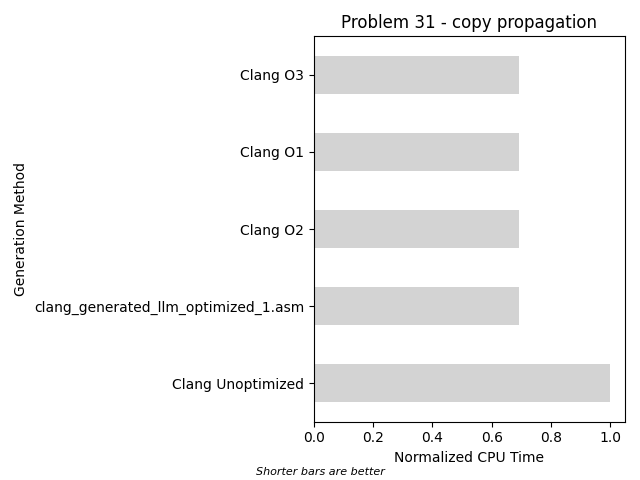 Problem 31 - copy propagation
Clang O3
Clang O1
Clang O2
clang_generated_llm_optimized_1.asm
Clang Unoptimized
Generation Method
0.0 0.2 0.4 0.6 0.8 1.0
Normalized CPU Time
Shorter bars are better